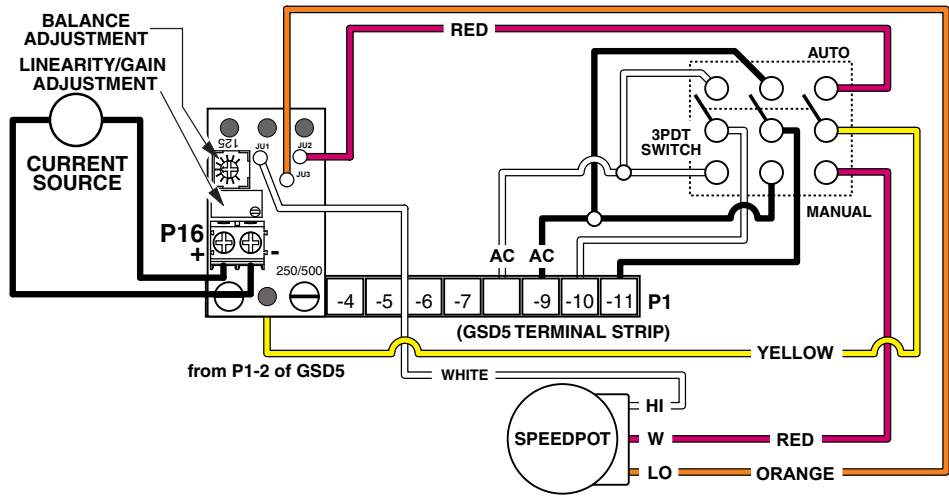 BALANCE
ADJUSTMENT
LINEARITY/GAIN
ADJUSTMENT
RED
AUTO
CURRENT
SOURCE
125
JU1
JU2
JU3
3PDT
SWITCH
MANUAL
P16
+
-
AC
AC
250/500
-4
-5
-6
-7
-9
-10
-11
P1
(GSD5 TERMINAL STRIP)
YELLOW
from P1-2 of GSD5
WHITE
HI
SPEEDPOT
W
RED
LO
ORANGE